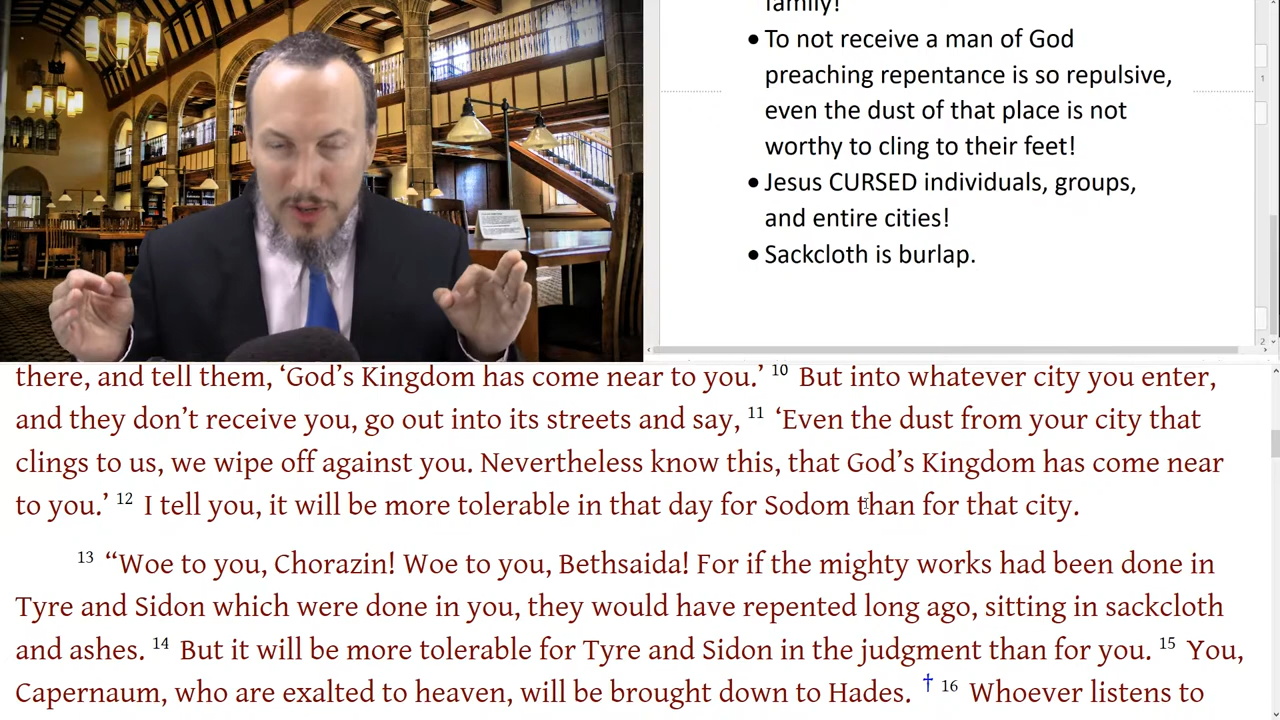 family!
• To not receive a man of God
preaching repentance is so repulsive,
even the dust of that place is not
worthy to cling to their feet!
• Jesus CURSED individuals, groups,
and entire cities!
• Sackcloth is burlap.
1
2
there, and tell them, ‘God’s Kingdom has come near to you.’ 10 But into whatever city you enter,
and they don’t receive you, go out into its streets and say, 11 ‘Even the dust from your city that
clings to us, we wipe off against you. Nevertheless know this, that God’s Kingdom has come near
to you.’ 12 I tell you, it will be more tolerable in that day for Sodom than for that city.
13 “Woe to you, Chorazin! Woe to you, Bethsaida! For if the mighty works had been done in
Tyre and Sidon which were done in you, they would have repented long ago, sitting in sackcloth
and ashes. 14 But it will be more tolerable for Tyre and Sidon in the judgment than for you. 15 You,
Capernaum, who are exalted to heaven, will be brought down to Hades. † 16 Whoever listens to